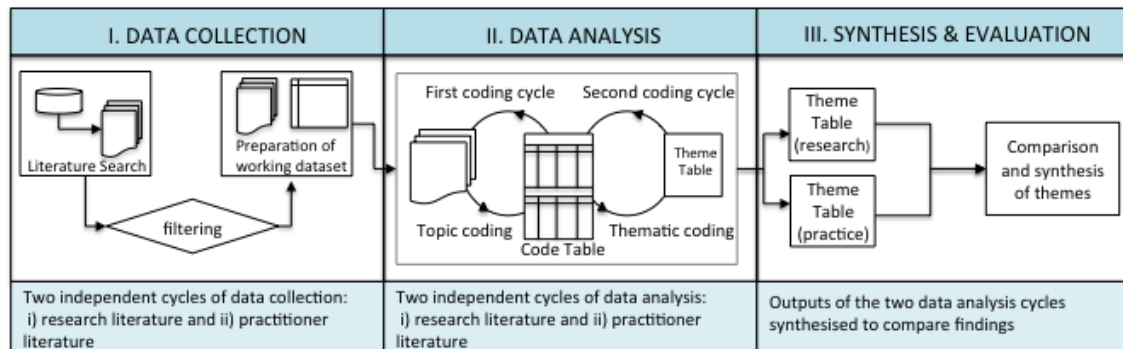 I. DATA COLLECTION
Literature Search
filtering
Preparation of
working dataset
Two independent cycles of data collection:
i) research literature and ii) practitioner
literature
II. DATA ANALYSIS
First coding cycle
Second coding cycle
Theme
Table
Topic coding
Thematic coding
Code Table
Two independent cycles of data analysis:
i) research literature and ii) practitioner
literature
III. SYNTHESIS & EVALUATION
Theme
Table
(research)
Theme
Table
(practice)
Comparison
and synthesis
of themes
Outputs of the two data analysis cycles
synthesised to compare findings